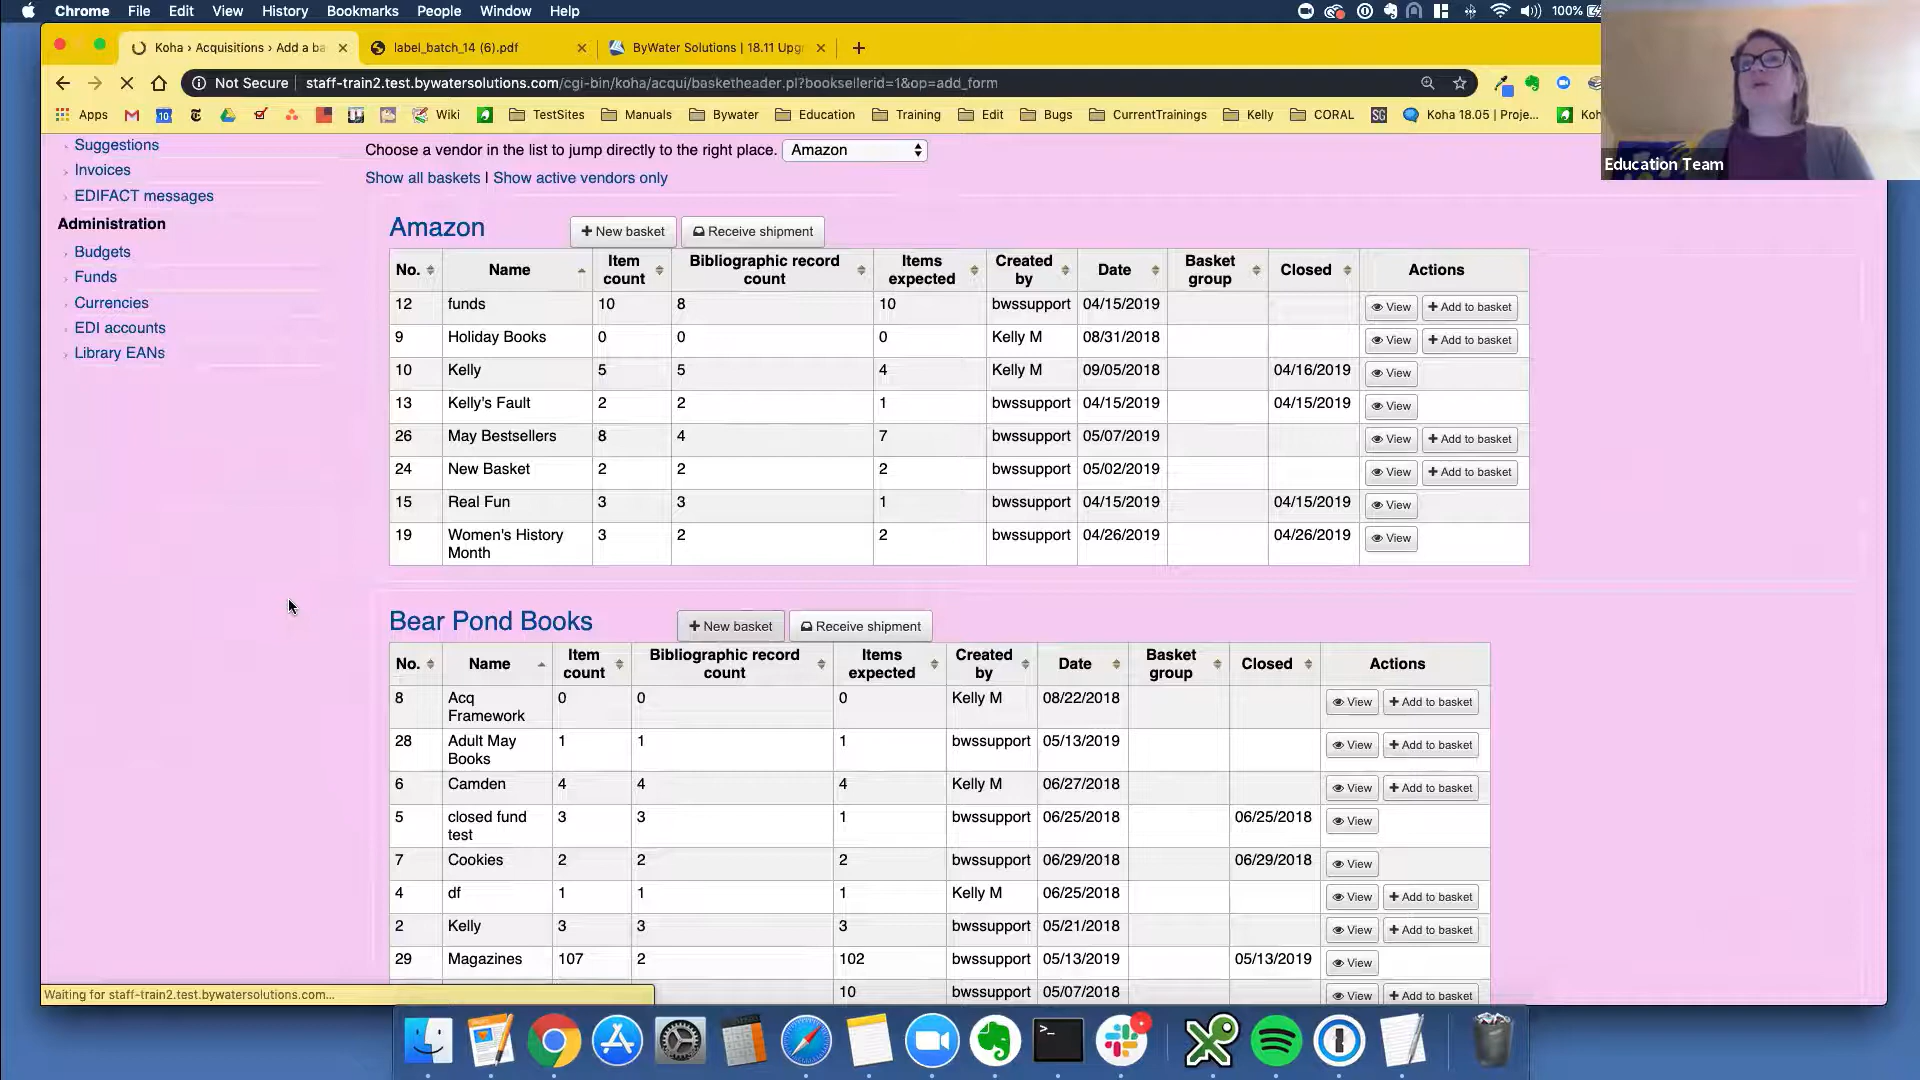 Chrome File Edit View History Bookmarks People Window Help 100%
Koha › Acquisitions › Add a ba label_batch_14 (6).pdf ByWater Solutions | 18.11 Upg
Not Secure | staff-train2.test.bywatersolutions.com/cgi-bin/koha/acqui/basketheader.pl?booksellerid=1&op=add_form
Apps Wiki TestSites Manuals Bywater Education Training Edit Bugs CurrentTrainings Kelly CORAL SG Koha 18.05 | Proje... Koh
Education Team
Suggestions
Invoices
EDIFACT messages
Administration
Budgets
Funds
Currencies
EDI accounts
Library EANs
Choose a vendor in the list to jump directly to the right place. Amazon
Show all baskets | Show active vendors only
Amazon + New basket Receive shipment
No. Name Item count Bibliographic record count Items expected Created by Date Basket group Closed Actions
12 funds 10 8 10 bwssupport 04/15/2019 View + Add to basket
9 Holiday Books 0 0 0 Kelly M 08/31/2018 View + Add to basket
10 Kelly 5 5 4 Kelly M 09/05/2018 04/16/2019 View
13 Kelly's Fault 2 2 1 bwssupport 04/15/2019 04/15/2019 View
26 May Bestsellers 8 4 7 bwssupport 05/07/2019 View + Add to basket
24 New Basket 2 2 2 bwssupport 05/02/2019 View + Add to basket
15 Real Fun 3 3 1 bwssupport 04/15/2019 04/15/2019 View
19 Women's History Month 3 2 2 bwssupport 04/26/2019 04/26/2019 View
Bear Pond Books + New basket Receive shipment
No. Name Item count Bibliographic record count Items expected Created by Date Basket group Closed Actions
8 Acq Framework 0 0 0 Kelly M 08/22/2018 View + Add to basket
28 Adult May Books 1 1 1 bwssupport 05/13/2019 View + Add to basket
6 Camden 4 4 4 Kelly M 06/27/2018 View + Add to basket
5 closed fund test 3 3 1 bwssupport 06/25/2018 06/25/2018 View
7 Cookies 2 2 2 bwssupport 06/29/2018 06/29/2018 View
4 df 1 1 1 Kelly M 06/25/2018 View + Add to basket
2 Kelly 3 3 3 bwssupport 05/21/2018 View + Add to basket
29 Magazines 107 2 102 bwssupport 05/13/2019 05/13/2019 View
10 bwssupport 05/07/2018 View + Add to basket
Waiting for staff-train2.test.bywatersolutions.com...